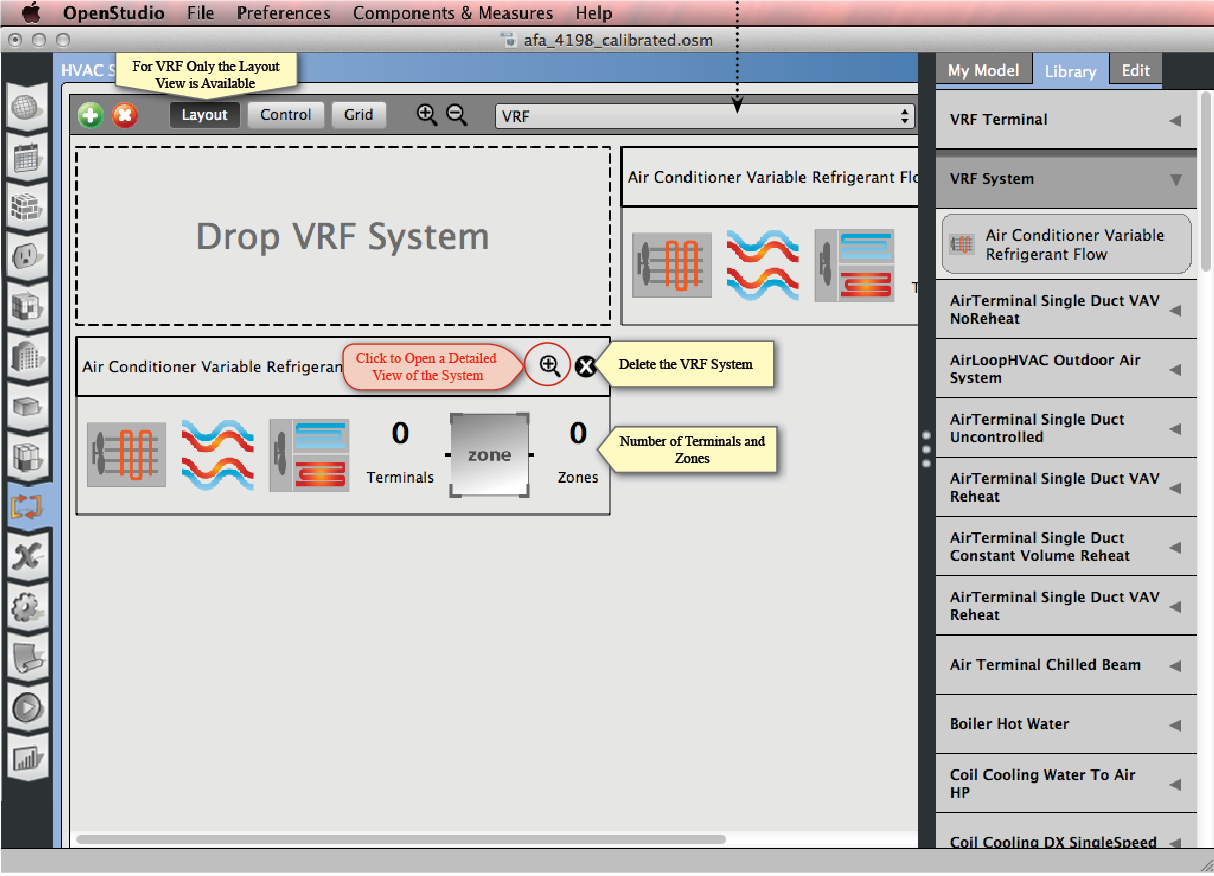 OpenStudio File Preferences Components & Measures Help
afa_4198_calibrated.osm
HVAC S
For VRF Only the Layout
View is Available
My Model Library Edit
Layout Control Grid VRF
Drop VRF System
Air Conditioner Variable Refrigerant Flo
T
Air Conditioner Variable Refrigeran
Click to Open a Detailed
View of the System
Delete the VRF System
0
Terminals
zone
0
Zones
Number of Terminals and
Zones
VRF Terminal
VRF System
Air Conditioner Variable
Refrigerant Flow
AirTerminal Single Duct VAV
NoReheat
AirLoopHVAC Outdoor Air
System
AirTerminal Single Duct
Uncontrolled
AirTerminal Single Duct VAV
Reheat
AirTerminal Single Duct
Constant Volume Reheat
AirTerminal Single Duct VAV
Reheat
Air Terminal Chilled Beam
Boiler Hot Water
Coil Cooling Water To Air
HP
Coil Cooling DX SingleSpeed